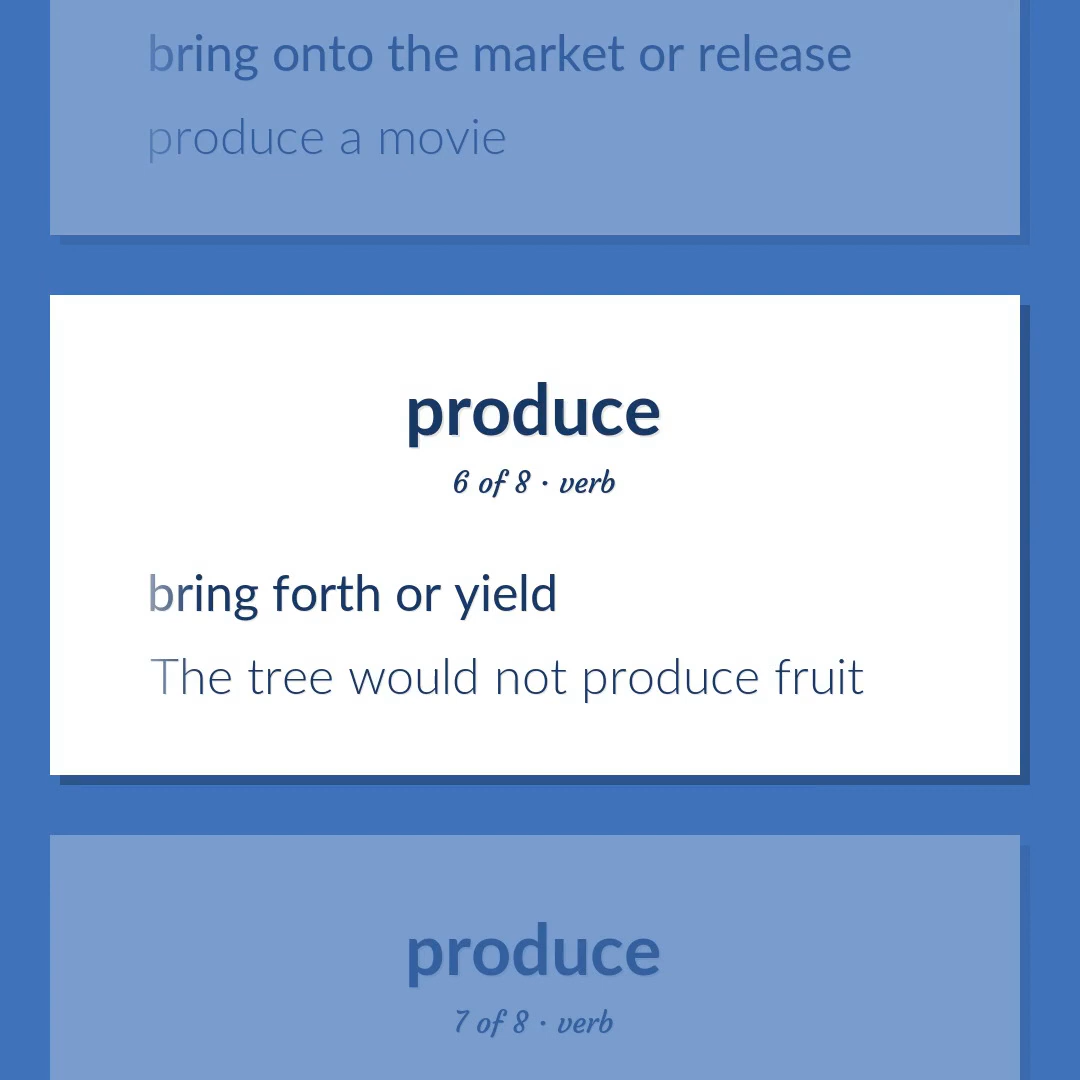 bring onto the market or release
produce a movie
produce
6 of 8 · verb
bring forth or yield
The tree would not produce fruit
produce
7 of 8 · verb